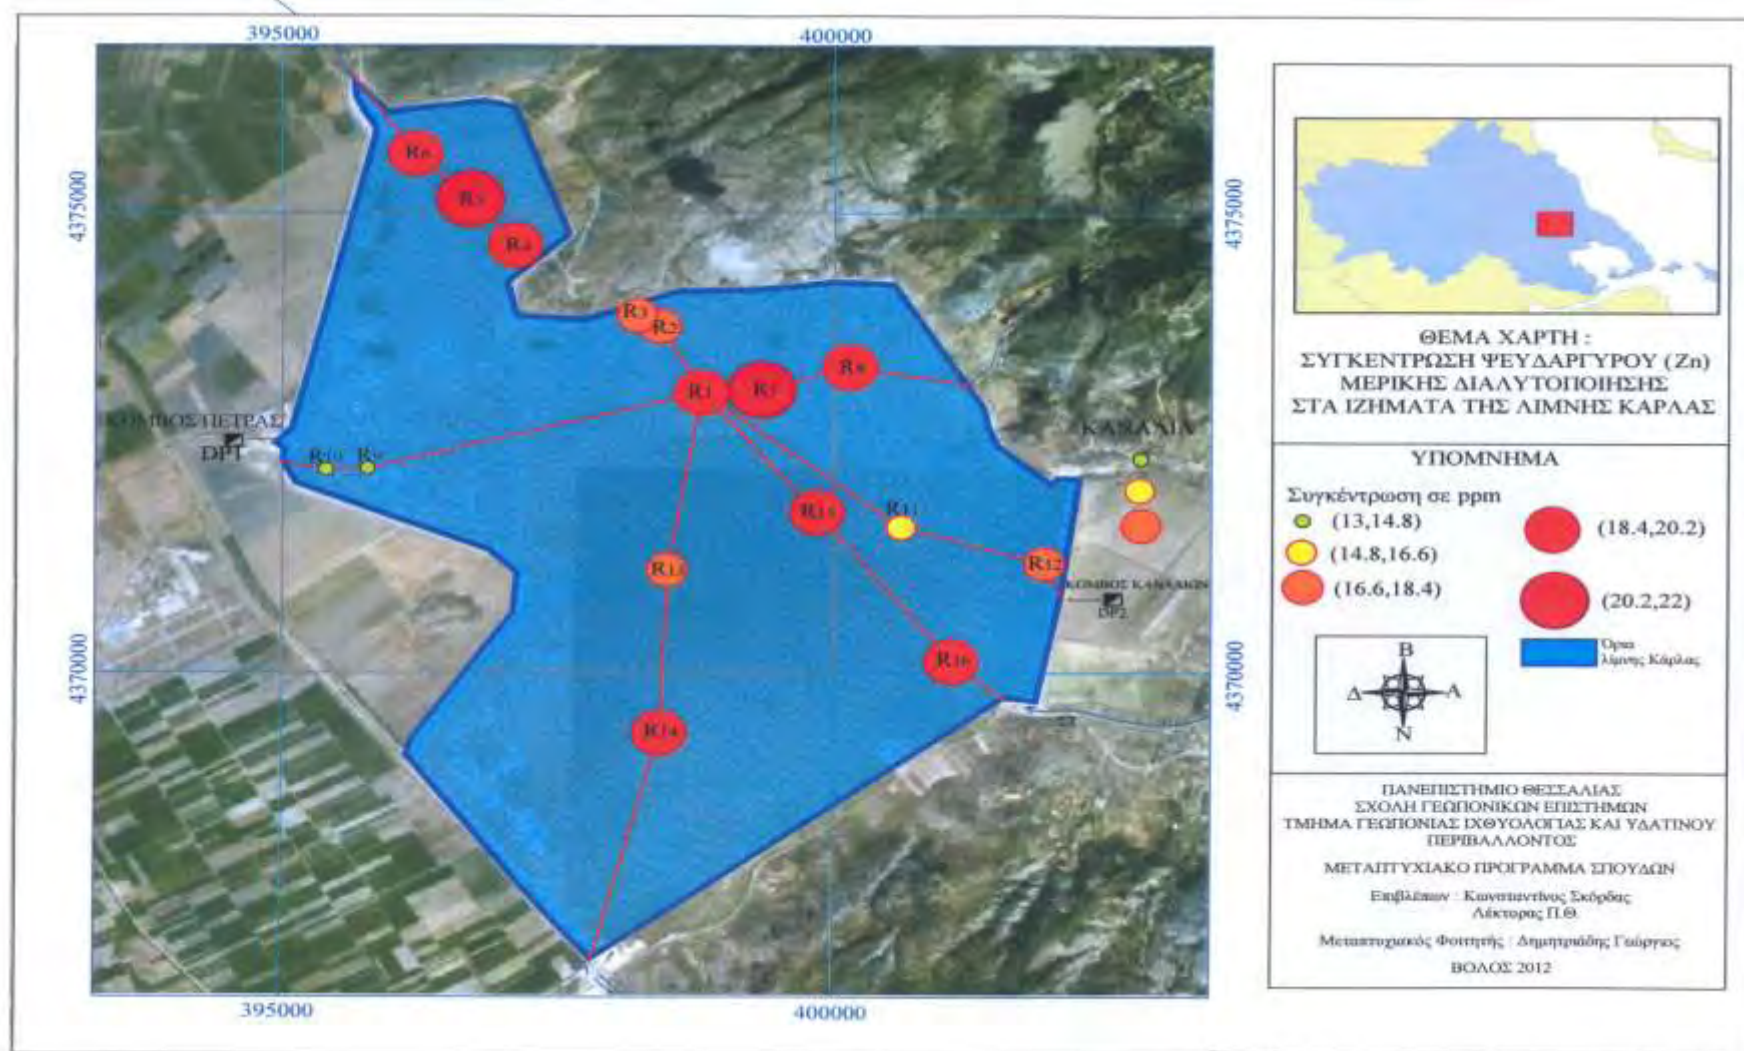 395000
400000
4375000
4375000
R6
R5
R4
R3
R2
R1
R8
ΚΟΜΒΟΣ ΠΕΤΡΑΣ
DP1
R10
R9
ΚΑΝΑΛΙΑ
R15
R11
R13
R12
ΚΟΜΒΟΣ ΚΑΝΑΛΙΩΝ
DP2
R16
4370000
4370000
R14
395000
400000
ΘΕΜΑ ΧΑΡΤΗ :
ΣΥΓΚΕΝΤΡΩΣΗ ΨΕΥΔΑΡΓΥΡΟΥ (Zn)
ΜΕΡΙΚΗΣ ΔΙΑΛΥΤΟΠΟΙΗΣΗΣ
ΣΤΑ ΙΖΗΜΑΤΑ ΤΗΣ ΛΙΜΝΗΣ ΚΑΡΛΑΣ
ΥΠΟΜΝΗΜΑ
Συγκέντρωση σε ppm
(13,14.8)
(14.8,16.6)
(16.6,18.4)
(18.4,20.2)
(20.2,22)
Όρια
λίμνης Κάρλας
Β
Δ
Α
Ν
ΠΑΝΕΠΙΣΤΗΜΙΟ ΘΕΣΣΑΛΙΑΣ
ΣΧΟΛΗ ΓΕΩΠΟΝΙΚΩΝ ΕΠΙΣΤΗΜΩΝ
ΤΜΗΜΑ ΓΕΩΠΟΝΙΑΣ ΙΧΘΥΟΛΟΓΙΑΣ ΚΑΙ ΥΔΑΤΙΝΟΥ
ΠΕΡΙΒΑΛΛΟΝΤΟΣ
ΜΕΤΑΠΤΥΧΙΑΚΟ ΠΡΟΓΡΑΜΜΑ ΣΠΟΥΔΩΝ
Επιβλέπων : Κωνσταντίνος Σκόρδας
Λέκτορας Π.Θ.
Μεταπτυχιακός Φοιτητής : Δημητριάδης Γεώργιος
ΒΟΛΟΣ 2012